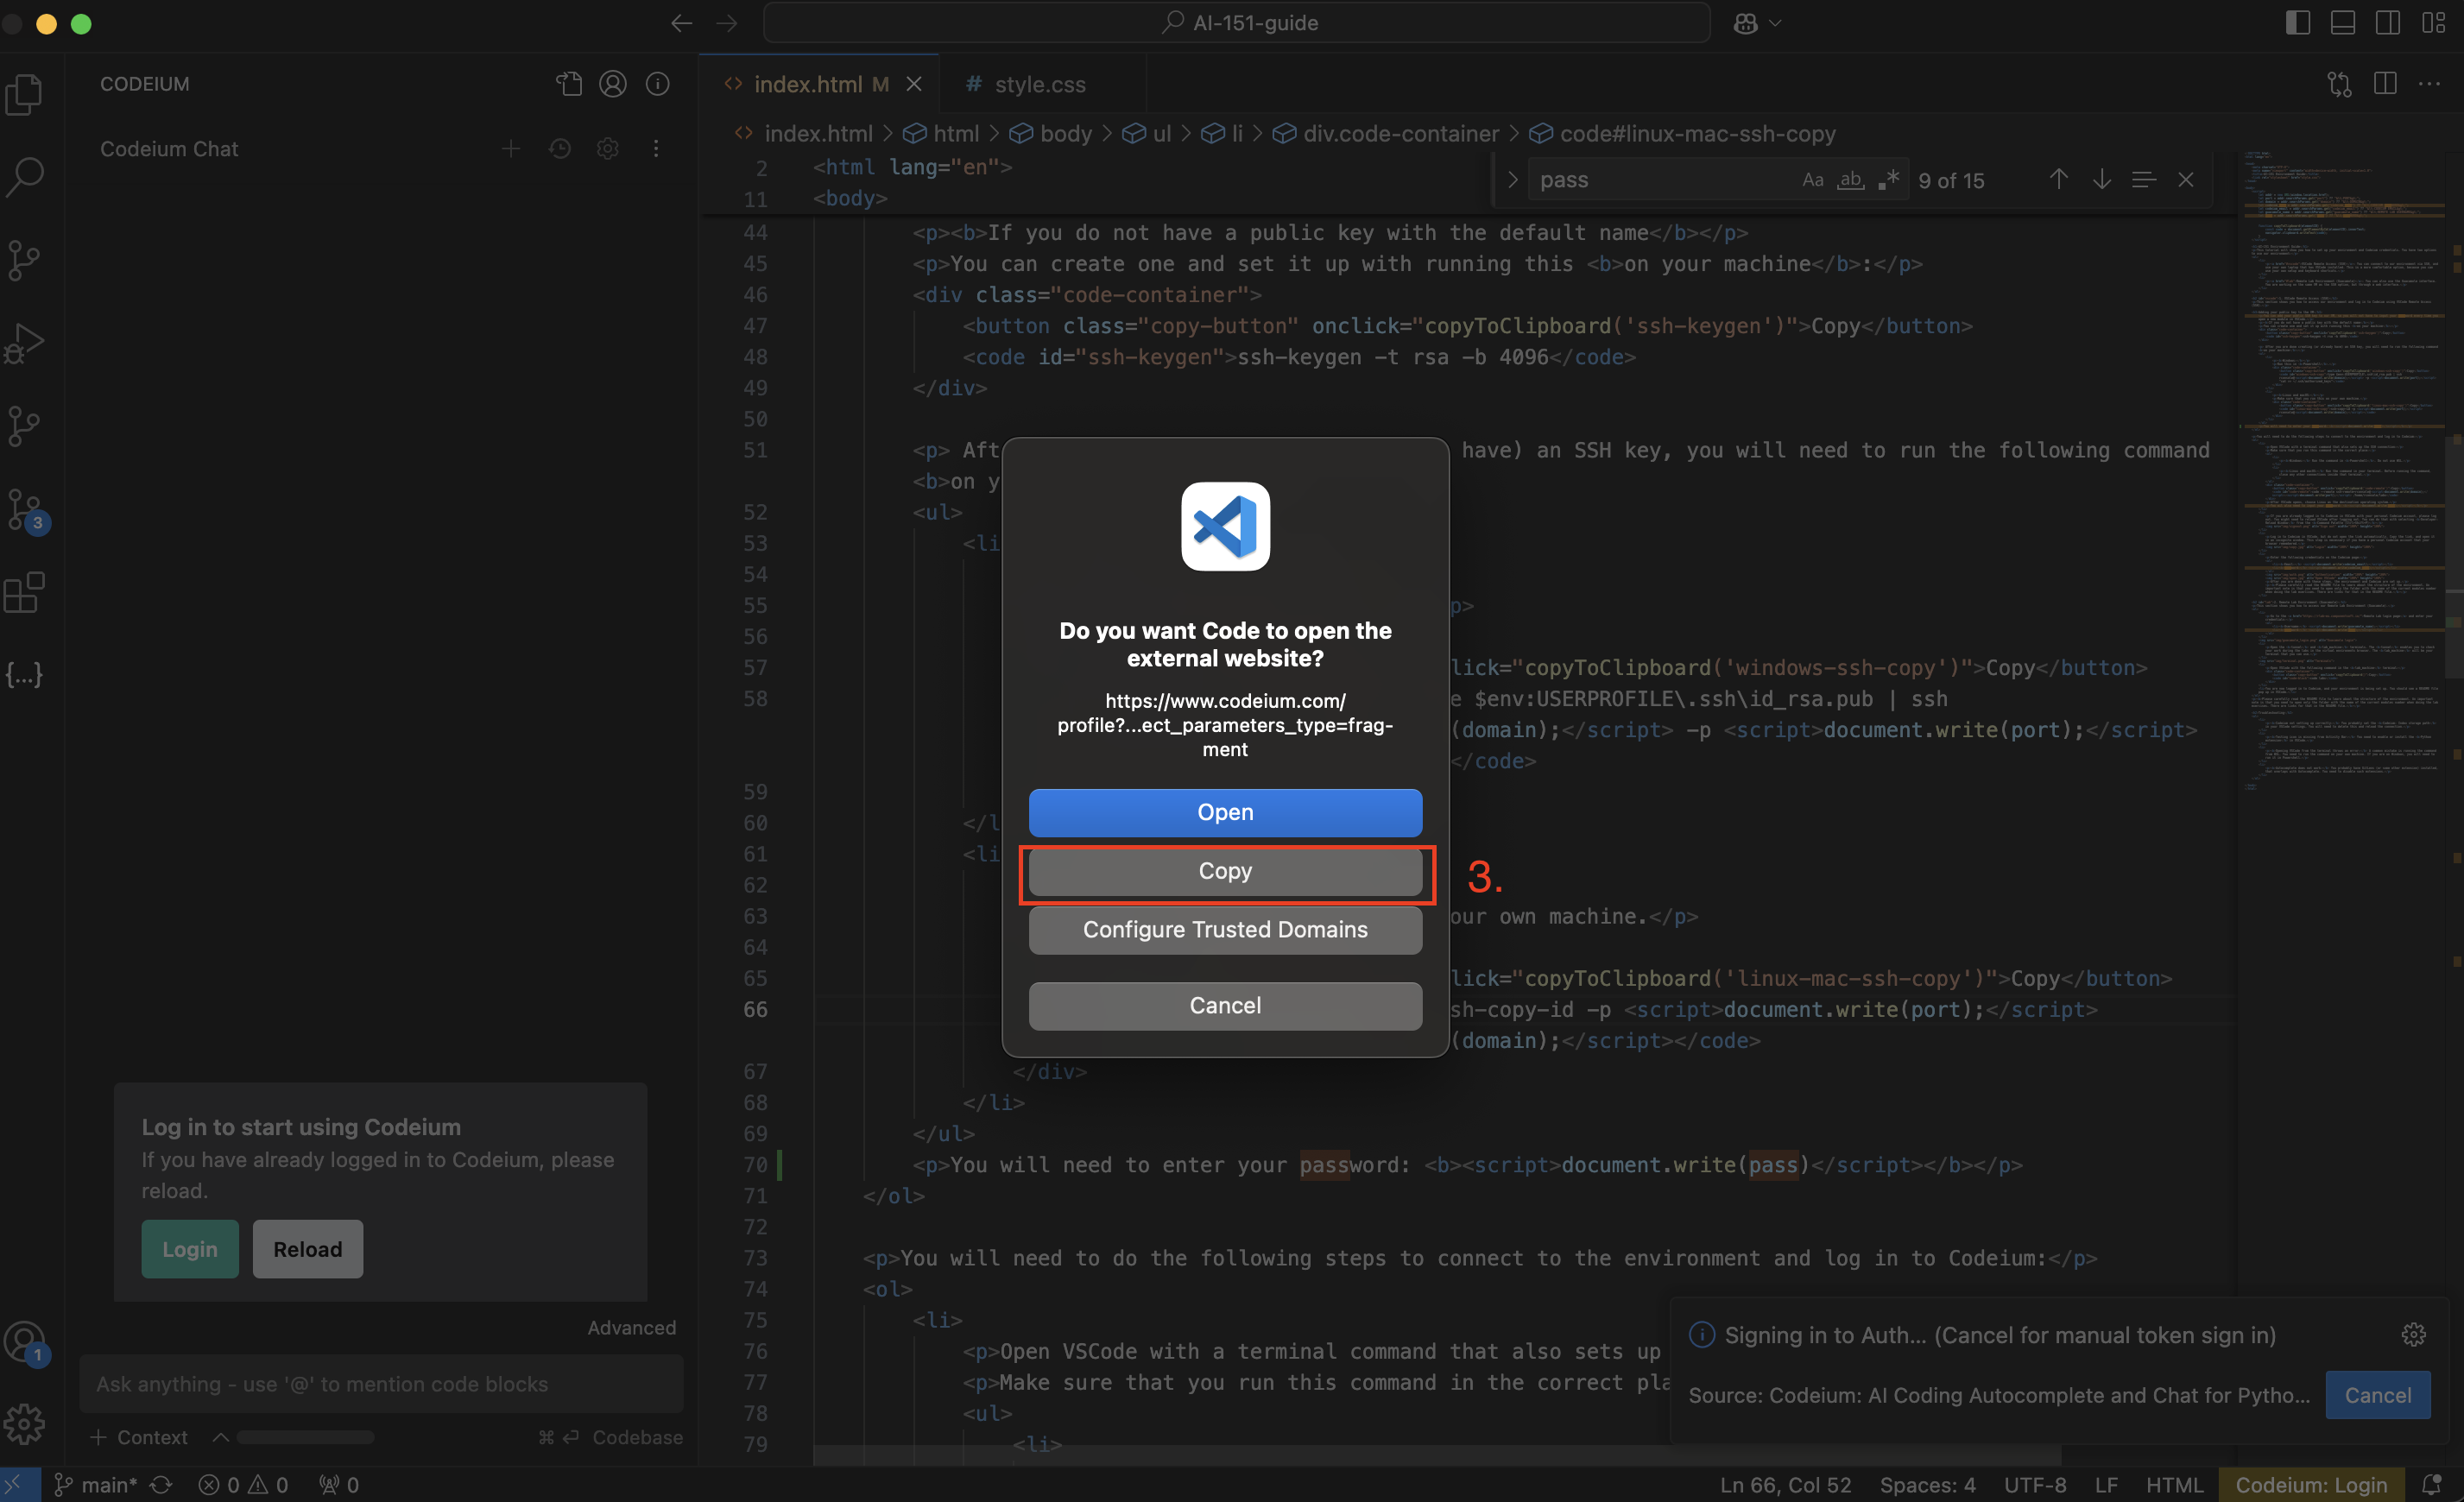 AI-151-guide
CODEIUM
index.html M
# style.css
Codeium Chat
index.html > html > body > ul > li > div.code-container > code#linux-mac-ssh-copy
pass
Aa ab .* 9 of 15
2 <html lang="en">
11 <body>
44 <p><b>If you do not have a public key with the default name</b></p>
45 <p>You can create one and set it up with running this <b>on your machine</b>:</p>
46 <div class="code-container">
47 <button class="copy-button" onclick="copyToClipboard('ssh-keygen')">Copy</button>
48 <code id="ssh-keygen">ssh-keygen -t rsa -b 4096</code>
49 </div>
50
51 <p> Aft have) an SSH key, you will need to run the following command
<b>on y
52 <ul>
53 <li
54
55 p>
56
57 lick="copyToClipboard('windows-ssh-copy')">Copy</button>
58 e $env:USERPROFILE\.ssh\id_rsa.pub | ssh
(domain);</script> -p <script>document.write(port);</script>
</code>
59
60 </l
61 <li
62
63 our own machine.</p>
64
65 lick="copyToClipboard('linux-mac-ssh-copy')">Copy</button>
66 sh-copy-id -p <script>document.write(port);</script>
(domain);</script></code>
67 </div>
68 </li>
69 </ul>
70 <p>You will need to enter your password: <b><script>document.write(pass)</script></b></p>
71 </ol>
72
73 <p>You will need to do the following steps to connect to the environment and log in to Codeium:</p>
74 <ol>
75 <li>
76 <p>Open VSCode with a terminal command that also sets up
77 <p>Make sure that you run this command in the correct pla
78 <ul>
79 <li>
Do you want Code to open the
external website?
https://www.codeium.com/
profile?...ect_parameters_type=frag-
ment
Open
Copy
3.
Configure Trusted Domains
Cancel
3
{...}
Log in to start using Codeium
If you have already logged in to Codeium, please
reload.
Login
Reload
Advanced
Ask anything - use '@' to mention code blocks
+ Context
⌘ ⏎ Codebase
1
Signing in to Auth... (Cancel for manual token sign in)
Source: Codeium: AI Coding Autocomplete and Chat for Pytho...
Cancel
main* 0 0 0
Ln 66, Col 52 Spaces: 4 UTF-8 LF HTML Codeium: Login